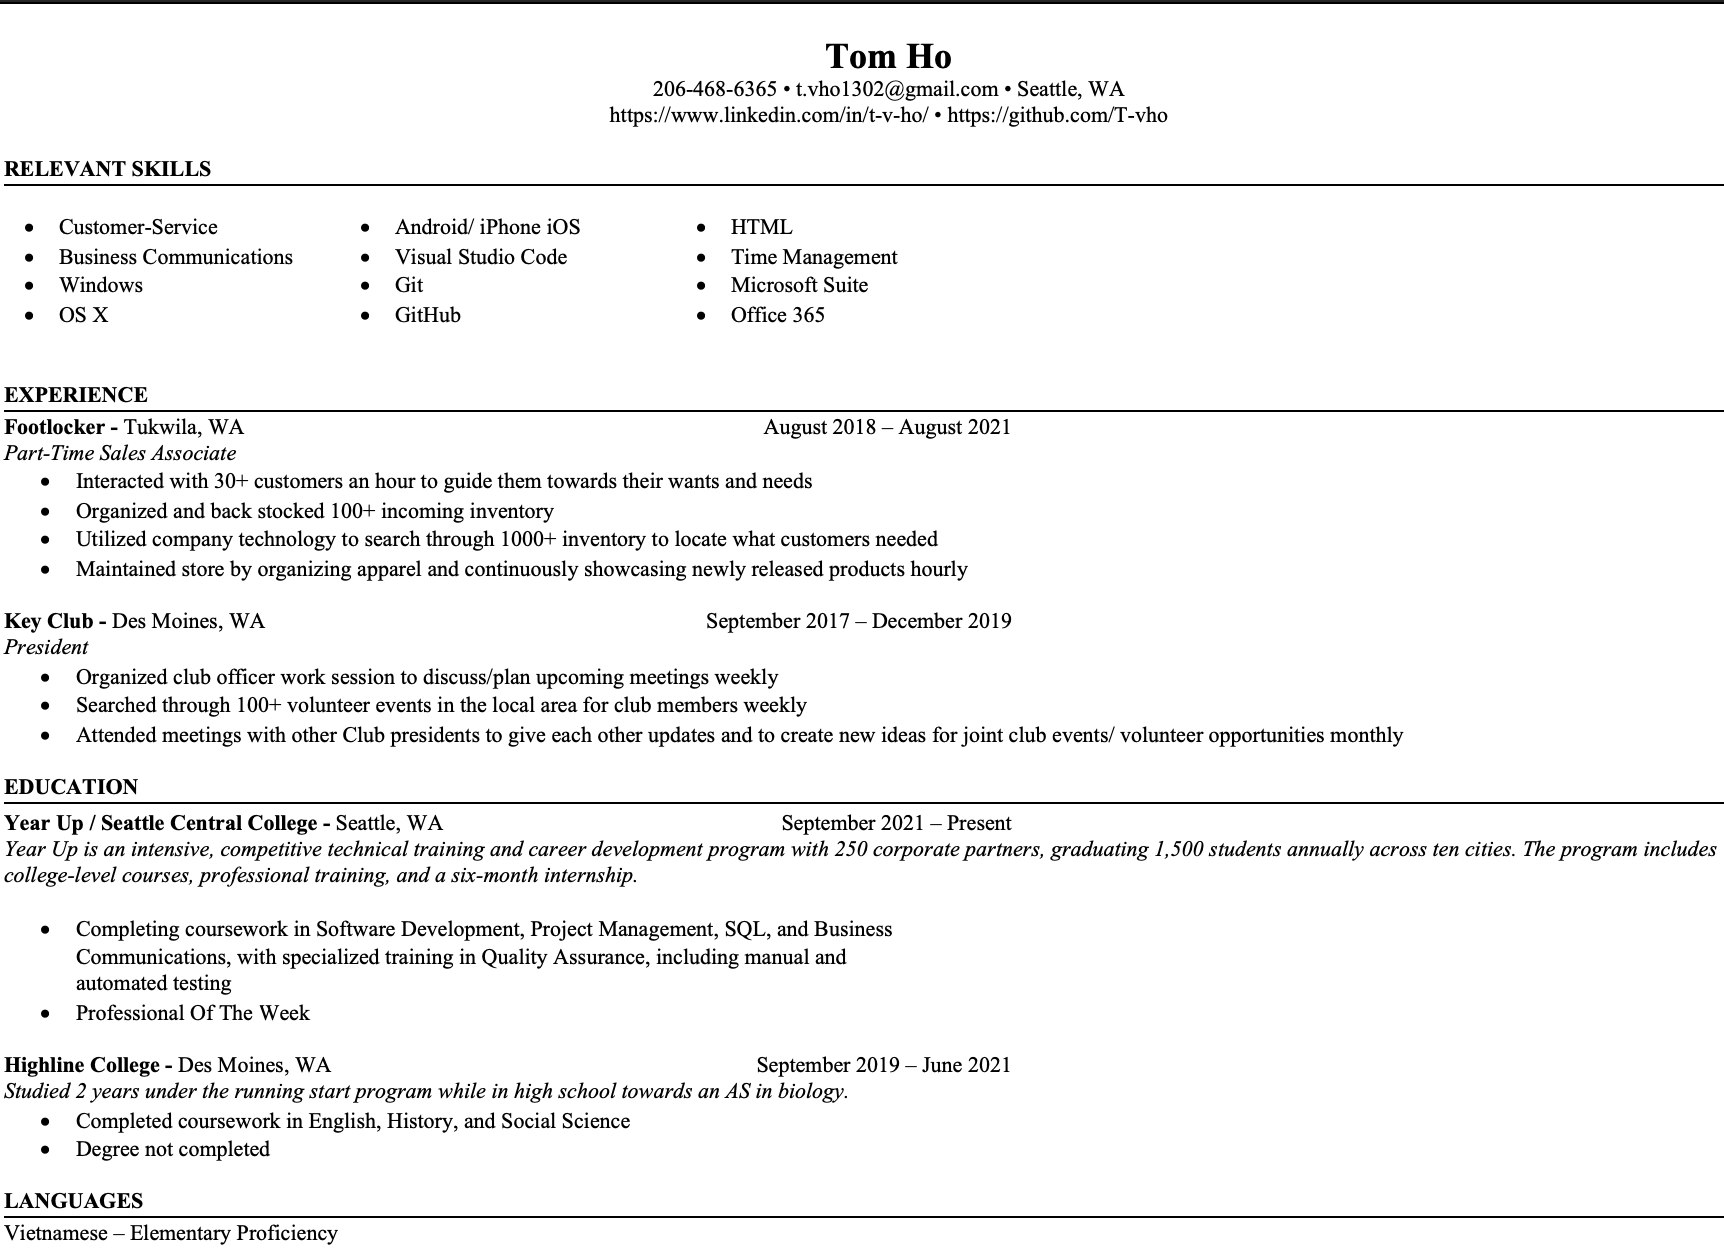 Tom Ho
206-468-6365 • t.vho1302@gmail.com • Seattle, WA
https://www.linkedin.com/in/t-v-ho/ • https://github.com/T-vho
RELEVANT SKILLS
• Customer-Service
• Business Communications
• Windows
• OS X
• Android/ iPhone iOS
• Visual Studio Code
• Git
• GitHub
• HTML
• Time Management
• Microsoft Suite
• Office 365
EXPERIENCE
Footlocker - Tukwila, WA August 2018 – August 2021
Part-Time Sales Associate
• Interacted with 30+ customers an hour to guide them towards their wants and needs
• Organized and back stocked 100+ incoming inventory
• Utilized company technology to search through 1000+ inventory to locate what customers needed
• Maintained store by organizing apparel and continuously showcasing newly released products hourly
Key Club - Des Moines, WA September 2017 – December 2019
President
• Organized club officer work session to discuss/plan upcoming meetings weekly
• Searched through 100+ volunteer events in the local area for club members weekly
• Attended meetings with other Club presidents to give each other updates and to create new ideas for joint club events/ volunteer opportunities monthly
EDUCATION
Year Up / Seattle Central College - Seattle, WA September 2021 – Present
Year Up is an intensive, competitive technical training and career development program with 250 corporate partners, graduating 1,500 students annually across ten cities. The program includes
college-level courses, professional training, and a six-month internship.
• Completing coursework in Software Development, Project Management, SQL, and Business
Communications, with specialized training in Quality Assurance, including manual and
automated testing
• Professional Of The Week
Highline College - Des Moines, WA September 2019 – June 2021
Studied 2 years under the running start program while in high school towards an AS in biology.
• Completed coursework in English, History, and Social Science
• Degree not completed
LANGUAGES
Vietnamese – Elementary Proficiency